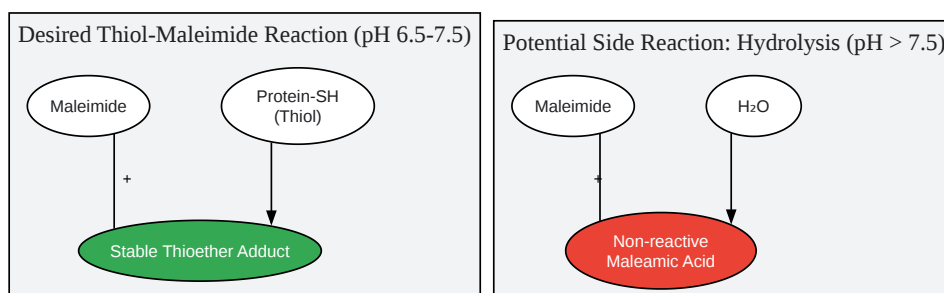 Desired Thiol-Maleimide Reaction (pH 6.5-7.5)
Maleimide
Protein-SH
(Thiol)
+
Stable Thioether Adduct
Potential Side Reaction: Hydrolysis (pH > 7.5)
Maleimide
H₂O
+
Non-reactive
Maleamic Acid